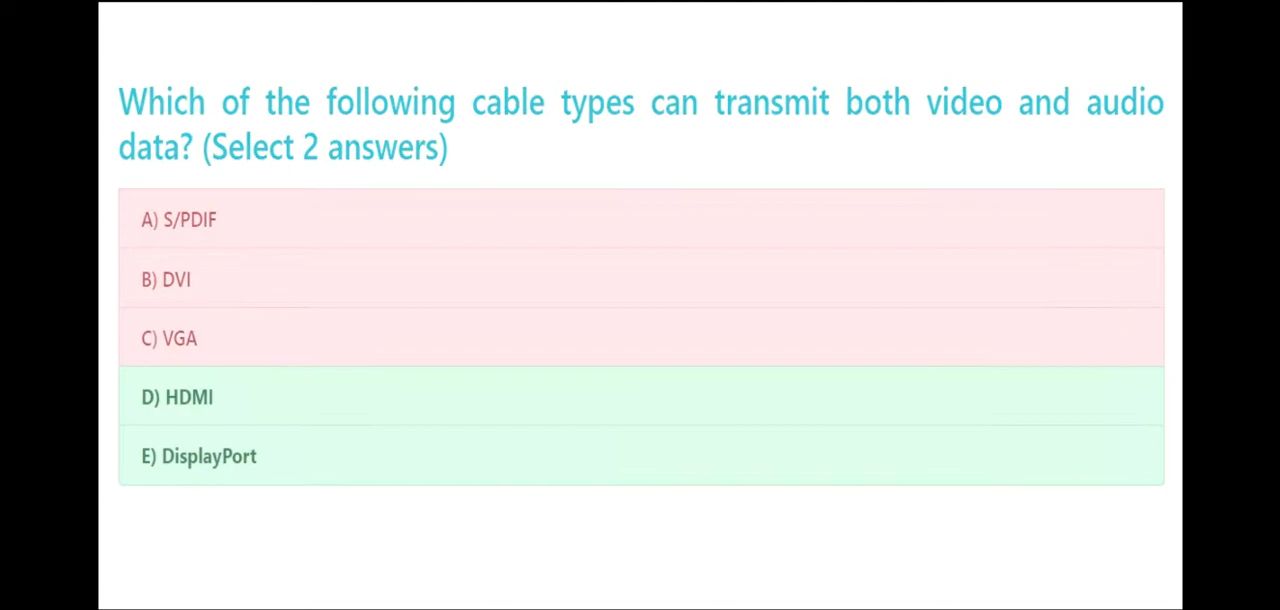 Which of the following cable types can transmit both video and audio
data? (Select 2 answers)
A) S/PDIF
B) DVI
C) VGA
D) HDMI
E) DisplayPort